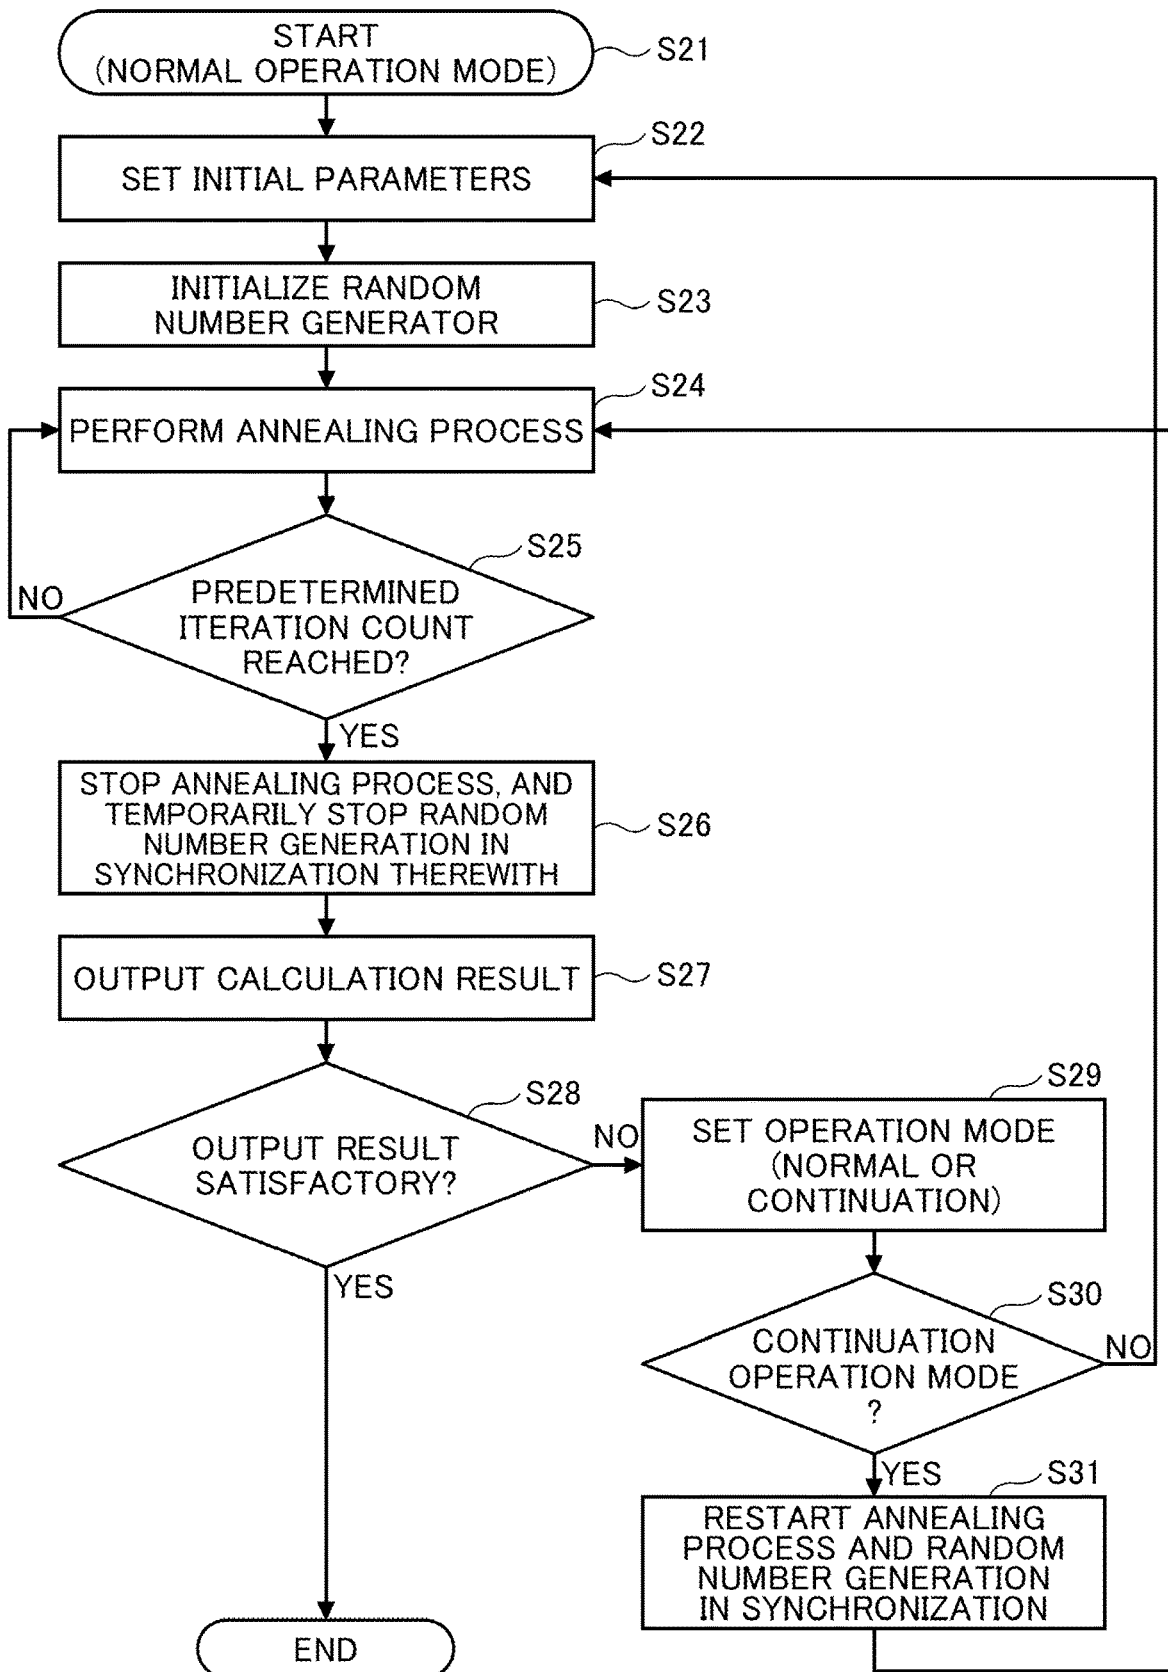 START
(NORMAL OPERATION MODE)
S21
S22
SET INITIAL PARAMETERS
INITIALIZE RANDOM
NUMBER GENERATOR
S23
S24
PERFORM ANNEALING PROCESS
S25
PREDETERMINED
ITERATION COUNT
REACHED?
NO
YES
STOP ANNEALING PROCESS, AND
TEMPORARILY STOP RANDOM
NUMBER GENERATION IN
SYNCHRONIZATION THEREWITH
S26
OUTPUT CALCULATION RESULT
S27
S28
OUTPUT RESULT
SATISFACTORY?
NO
YES
S29
SET OPERATION MODE
(NORMAL OR
CONTINUATION)
S30
CONTINUATION
OPERATION MODE
?
NO
YES
S31
RESTART ANNEALING
PROCESS AND RANDOM
NUMBER GENERATION
IN SYNCHRONIZATION
END